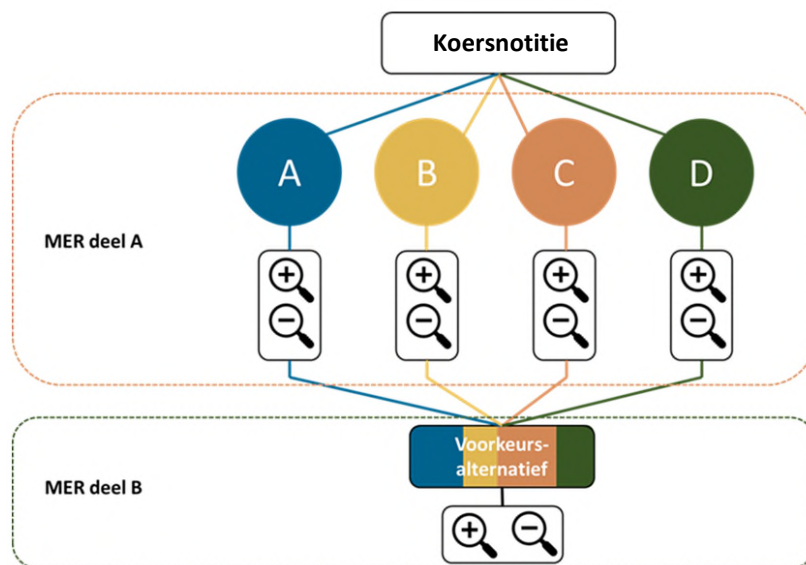 Koersnotitie
A
B
C
D
MER deel A
Voorkeurs-
alternatief
MER deel B